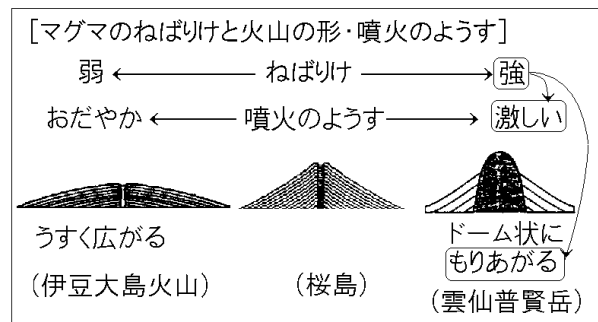 [マグマのねばりけと火山の形・噴火のようす]
弱 ←―― ねばりけ ――→ 強
おだやか ←―― 噴火のようす ――→ 激しい
うすく広がる
ドーム状に
もりあがる
(伊豆大島火山) (桜島) (雲仙普賢岳)